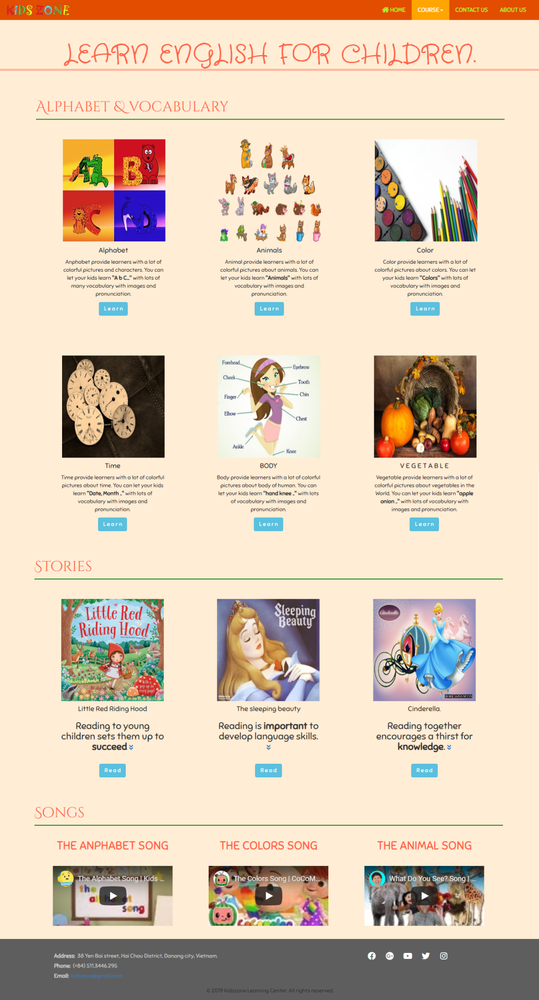 KIDS ZONE
HOME COURSE CONTACT US ABOUT US
LEARN ENGLISH FOR CHILDREN.
ALPHABET & VOCABULARY
A B
C D
Alphabet
Anphabet provide learners with a lot of
colorful pictures and characters. You can
let your kids learn "A b C..." with lots of
many vocabulary with images and
pronunciation.
Learn
Animals
Animal provide learners with a lot of
colorful pictures about animals. You can
let your kids learn "Animals" with lots of
vocabulary with images and
pronunciation.
Learn
Color
Color provide learners with a lot of
colorful pictures about colors. You can let
your kids learn "Colors" with lots of
vocabulary with images and
pronunciation.
Learn
Time
Time provide learners with a lot of colorful
pictures about time. You can let your kids
learn "Date, Month .." with lots of
vocabulary with images and
pronunciation.
Learn
Forehead
Eyebrow
Cheek
Tooth
Finger
Chin
Elbow
Chest
Ankle
Knee
BODY
Body provide learners with a lot of colorful
pictures about body of human. You can
let your kids learn "hand knee .." with lots
of vocabulary with images and
pronunciation.
Learn
VEGETABLE
Vegetable provide learners with a lot of
colorful pictures about vegetables in the
World. You can let your kids learn "apple
onion .." with lots of vocabulary with
images and pronunciation.
Learn
STORIES
Little Red
Riding Hood
With a
pop-up on
every page!
Little Red Riding Hood
Reading to young
children sets them up to
succeed
Read
Sleeping
Beauty
The sleeping beauty
Reading is important to
develop language skills.
Read
Cinderella
DUHOCJAPAN.NET.VN
Cinderella.
Reading together
encourages a thirst for
knowledge.
Read
SONGS
THE ANPHABET SONG
SONGS
The Alphabet Song | Kids ...
the
alphabet
song
THE COLORS SONG
The Colors Song | CoCoM...
THE ANIMAL SONG
What Do You See? Song | ...
Address: 38 Yen Bai street, Hai Chau District, Danang city, Vietnam.
Phone: (+84) 511.3446.295
Email: kidszone@gmail.com
© 2019 Kidszone Learning Center. All rights reserved.